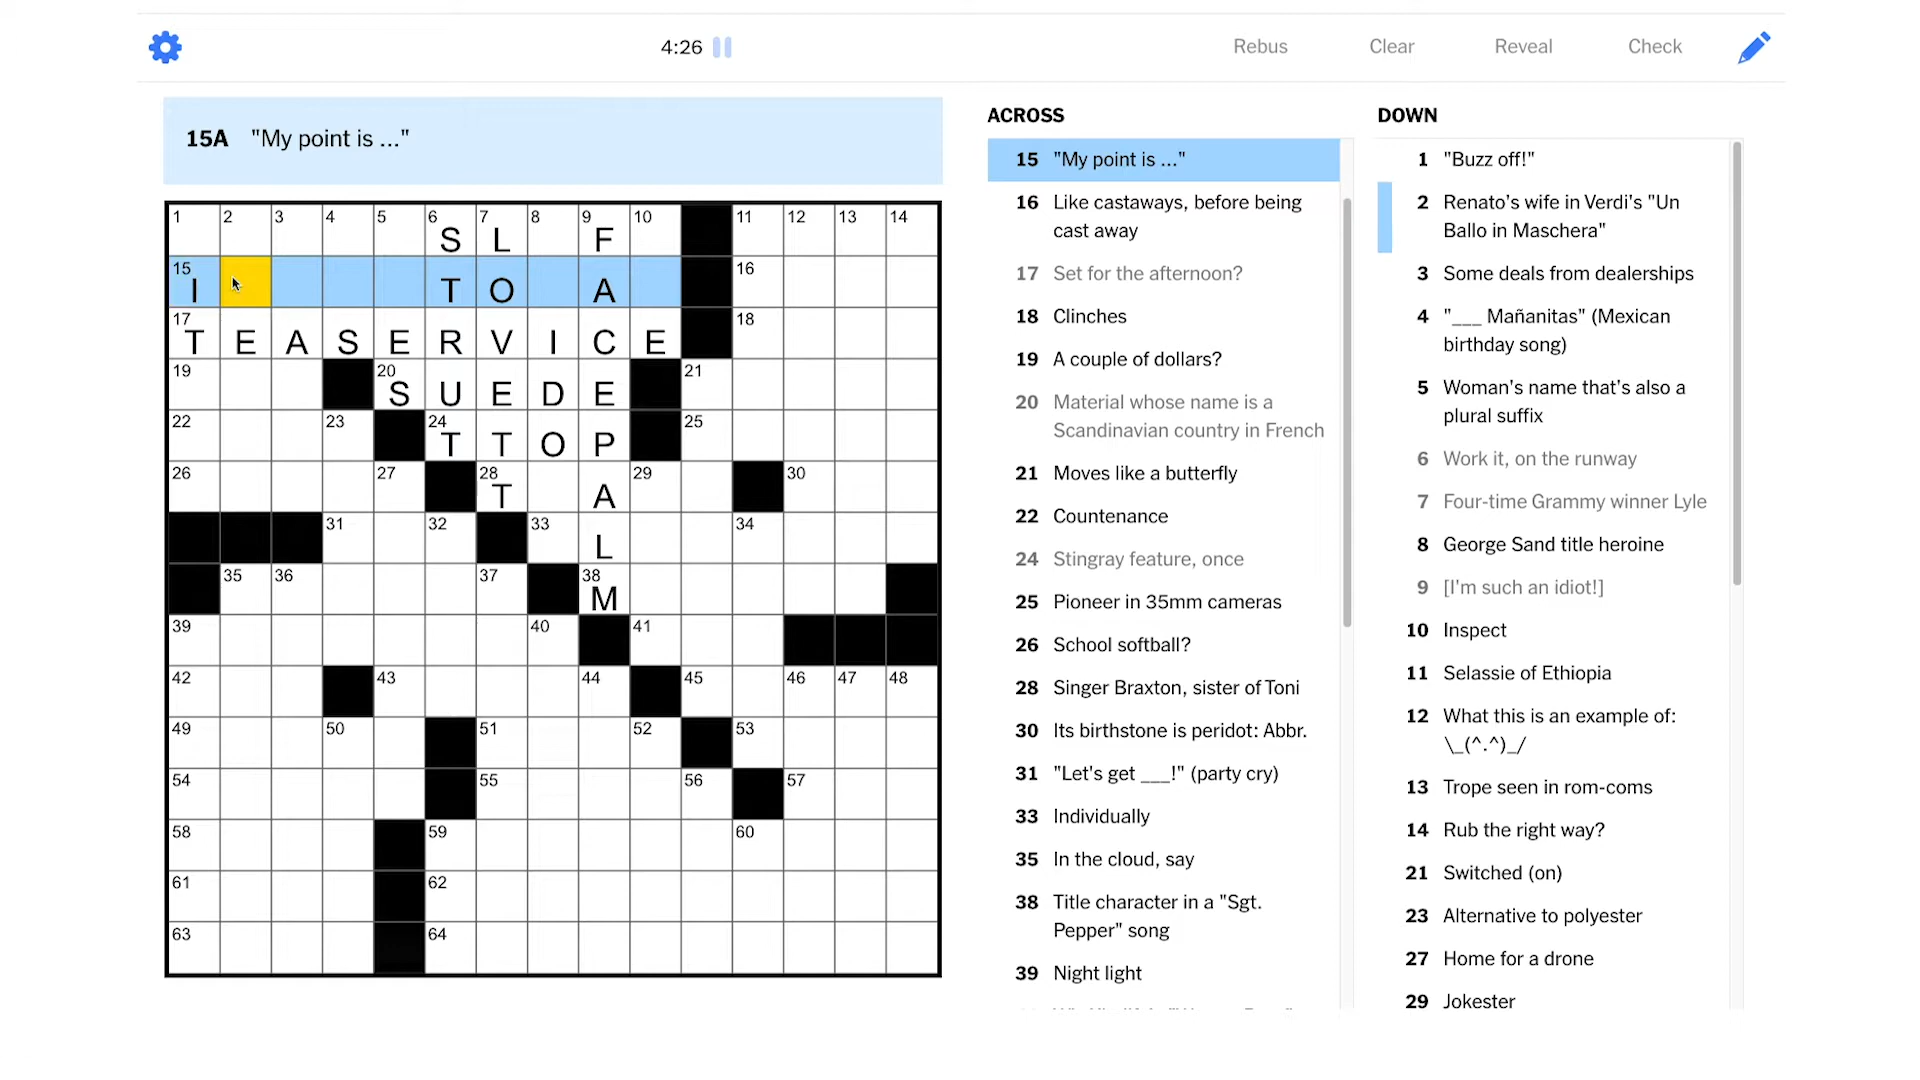 4:26
Rebus
Clear
Reveal
Check
15A "My point is ..."
1 2 3 4 5 6 7 8 9 10 11 12 13 14
S L F
15 16
I T O A
17 18
T E A S E R V I C E
19 20 21
S U E D E
22 23 24 25
T T O P
26 27 28 29 30
T A
31 32 33 34
L
35 36 37 38
M
39 40 41
42 43 44 45 46 47 48
49 50 51 52 53
54 55 56 57
58 59 60
61 62
63 64
ACROSS
15 "My point is ..."
16 Like castaways, before being
cast away
17 Set for the afternoon?
18 Clinches
19 A couple of dollars?
20 Material whose name is a
Scandinavian country in French
21 Moves like a butterfly
22 Countenance
24 Stingray feature, once
25 Pioneer in 35mm cameras
26 School softball?
28 Singer Braxton, sister of Toni
30 Its birthstone is peridot: Abbr.
31 "Let's get ___!" (party cry)
33 Individually
35 In the cloud, say
38 Title character in a "Sgt.
Pepper" song
39 Night light
DOWN
1 "Buzz off!"
2 Renato's wife in Verdi's "Un
Ballo in Maschera"
3 Some deals from dealerships
4 "___ Mañanitas" (Mexican
birthday song)
5 Woman's name that's also a
plural suffix
6 Work it, on the runway
7 Four-time Grammy winner Lyle
8 George Sand title heroine
9 [I'm such an idiot!]
10 Inspect
11 Selassie of Ethiopia
12 What this is an example of:
\_(^.^)_/
13 Trope seen in rom-coms
14 Rub the right way?
21 Switched (on)
23 Alternative to polyester
27 Home for a drone
29 Jokester